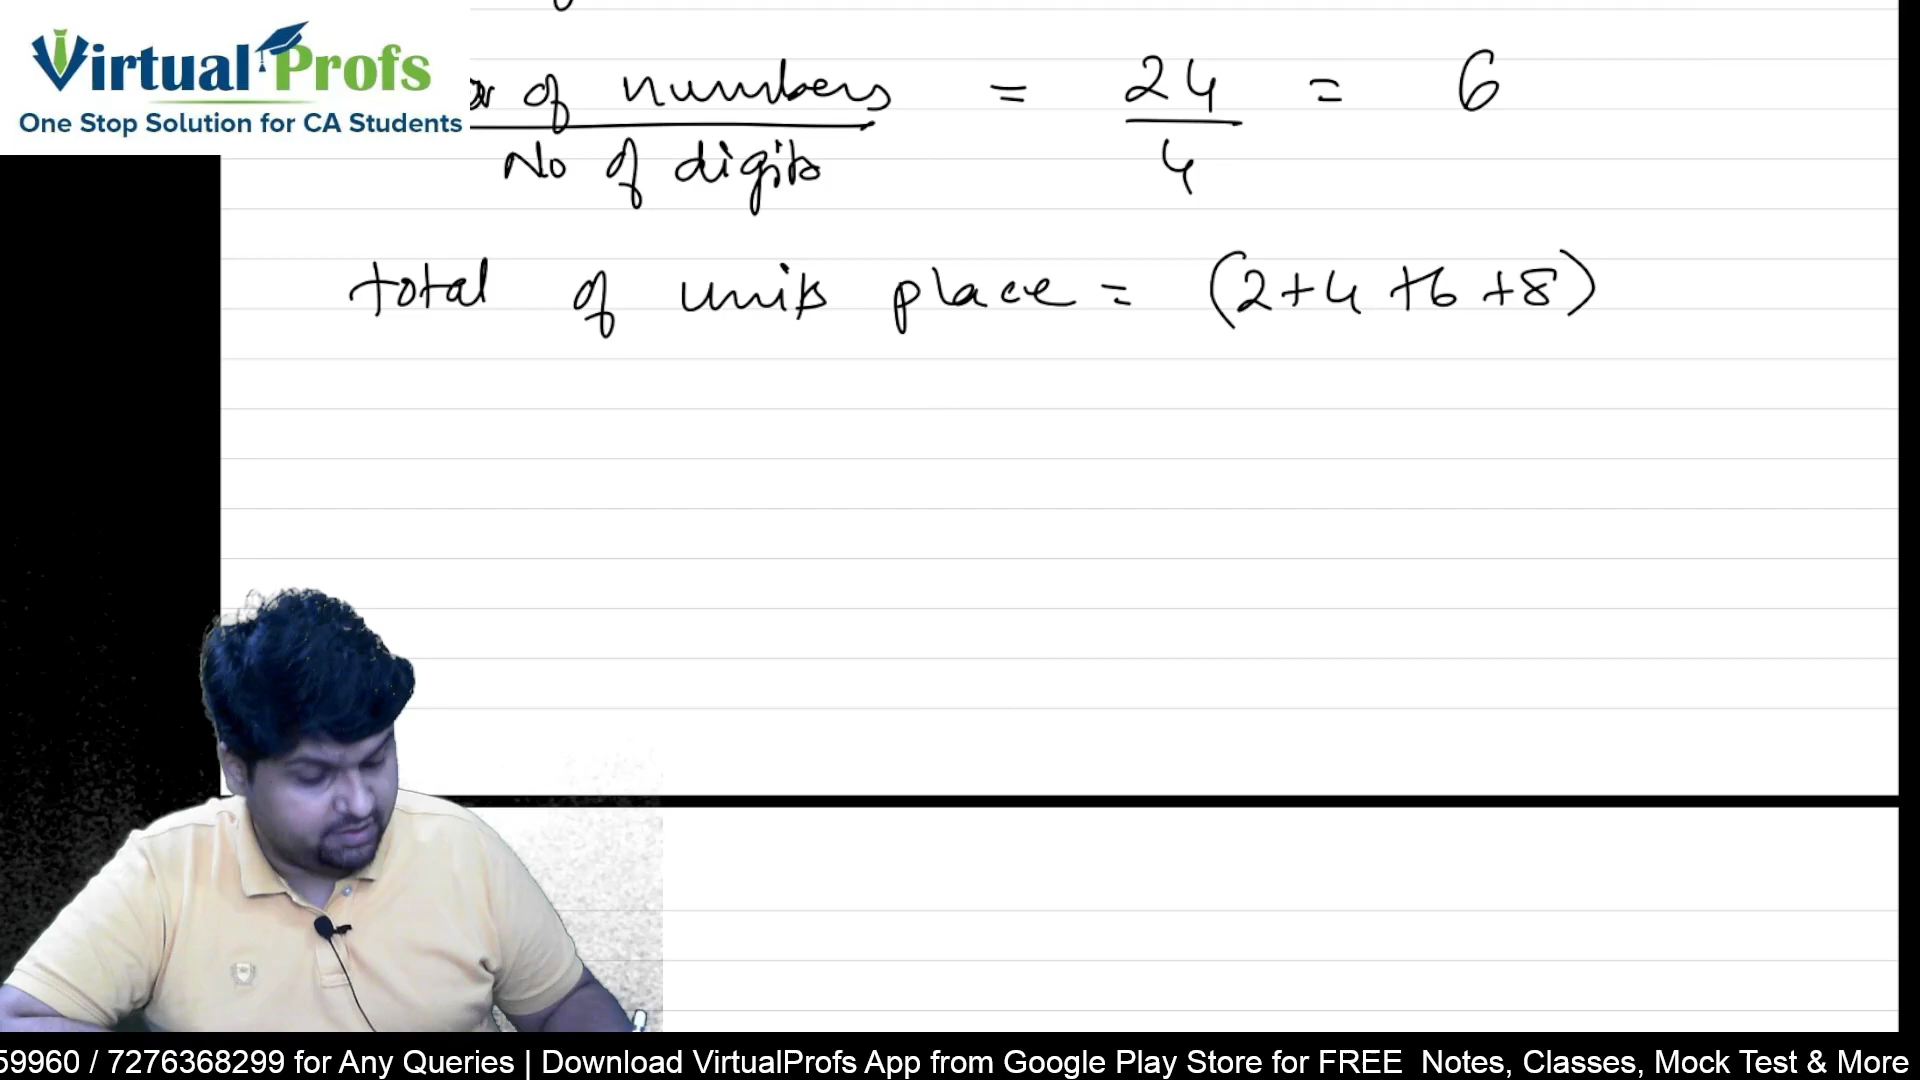 Virtual Profs
One Stop Solution for CA Students
of numbers = 24 = 6
No of digits 4
total of units place = (2+4+6+8)
59960 / 7276368299 for Any Queries | Download VirtualProfs App from Google Play Store for FREE Notes, Classes, Mock Test & More